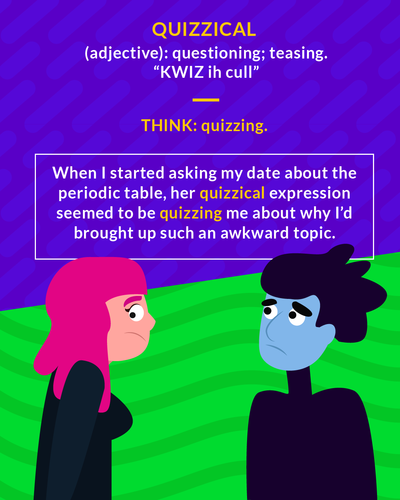 QUIZZICAL
(adjective): questioning; teasing.
“KWIZ ih cull”
THINK: quizzing.
When I started asking my date about the
periodic table, her quizzical expression
seemed to be quizzing me about why I’d
brought up such an awkward topic.